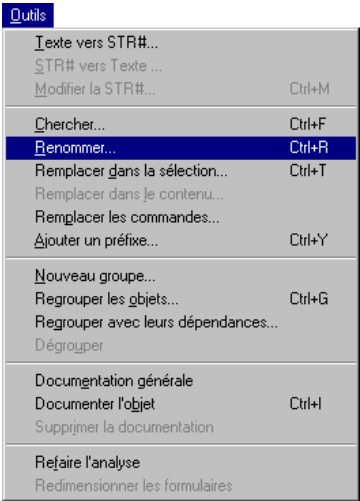 Outils
Texte vers STR#...
STR# vers Texte ...
Modifier la STR#... Ctrl+M
Chercher... Ctrl+F
Renommer... Ctrl+R
Remplacer dans la sélection... Ctrl+T
Remplacer dans le contenu...
Remplacer les commandes...
Ajouter un préfixe... Ctrl+Y
Nouveau groupe...
Regrouper les objets... Ctrl+G
Regrouper avec leurs dépendances...
Dégrouper
Documentation générale
Documenter l'objet Ctrl+I
Supprimer la documentation
Refaire l'analyse
Redimensionner les formulaires